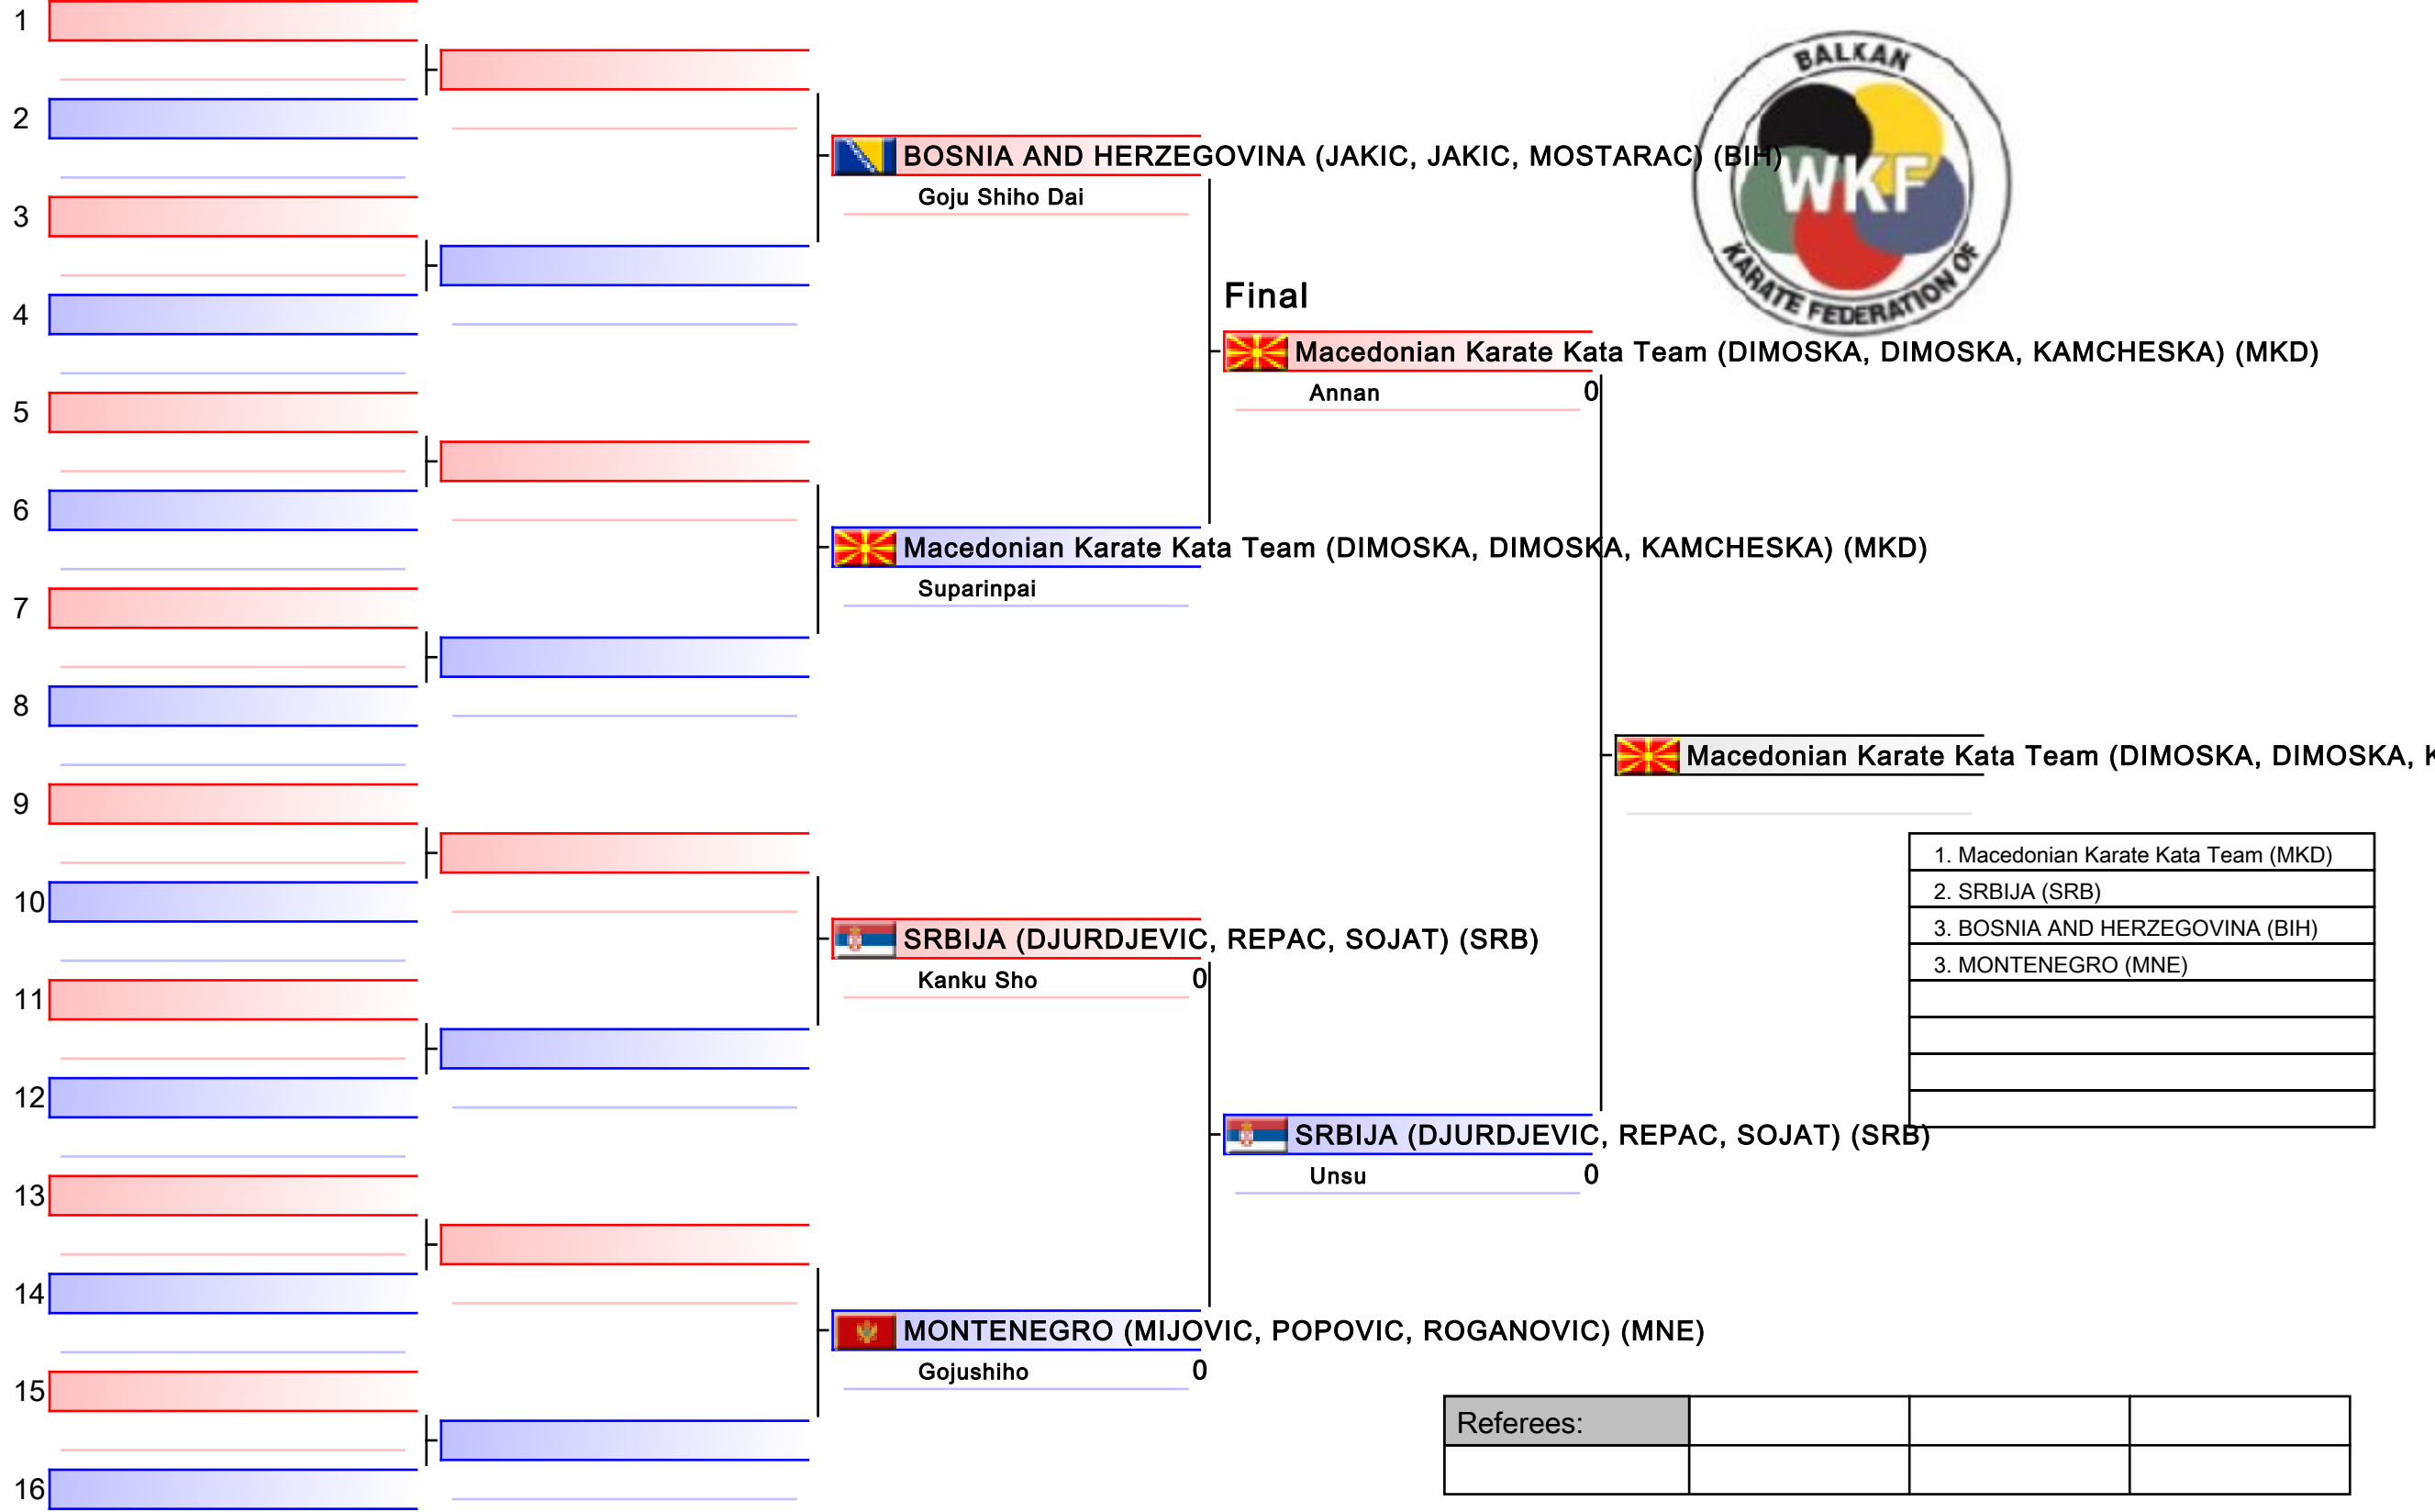 1
2
3
4
5
6
7
8
9
10
11
12
13
14
15
16
BOSNIA AND HERZEGOVINA (JAKIC, JAKIC, MOSTARAC) (BIH)
Goju Shiho Dai
Macedonian Karate Kata Team (DIMOSKA, DIMOSKA, KAMCHESKA) (MKD)
Suparinpai
SRBIJA (DJURDJEVIC, REPAC, SOJAT) (SRB)
Kanku Sho 0
MONTENEGRO (MIJOVIC, POPOVIC, ROGANOVIC) (MNE)
Gojushiho 0
Final
Macedonian Karate Kata Team (DIMOSKA, DIMOSKA, KAMCHESKA) (MKD)
Annan 0
SRBIJA (DJURDJEVIC, REPAC, SOJAT) (SRB)
Unsu 0
Macedonian Karate Kata Team (DIMOSKA, DIMOSKA, K
BALKAN
WKF
KARATE FEDERATION OF
1. Macedonian Karate Kata Team (MKD)
2. SRBIJA (SRB)
3. BOSNIA AND HERZEGOVINA (BIH)
3. MONTENEGRO (MNE)
Referees: